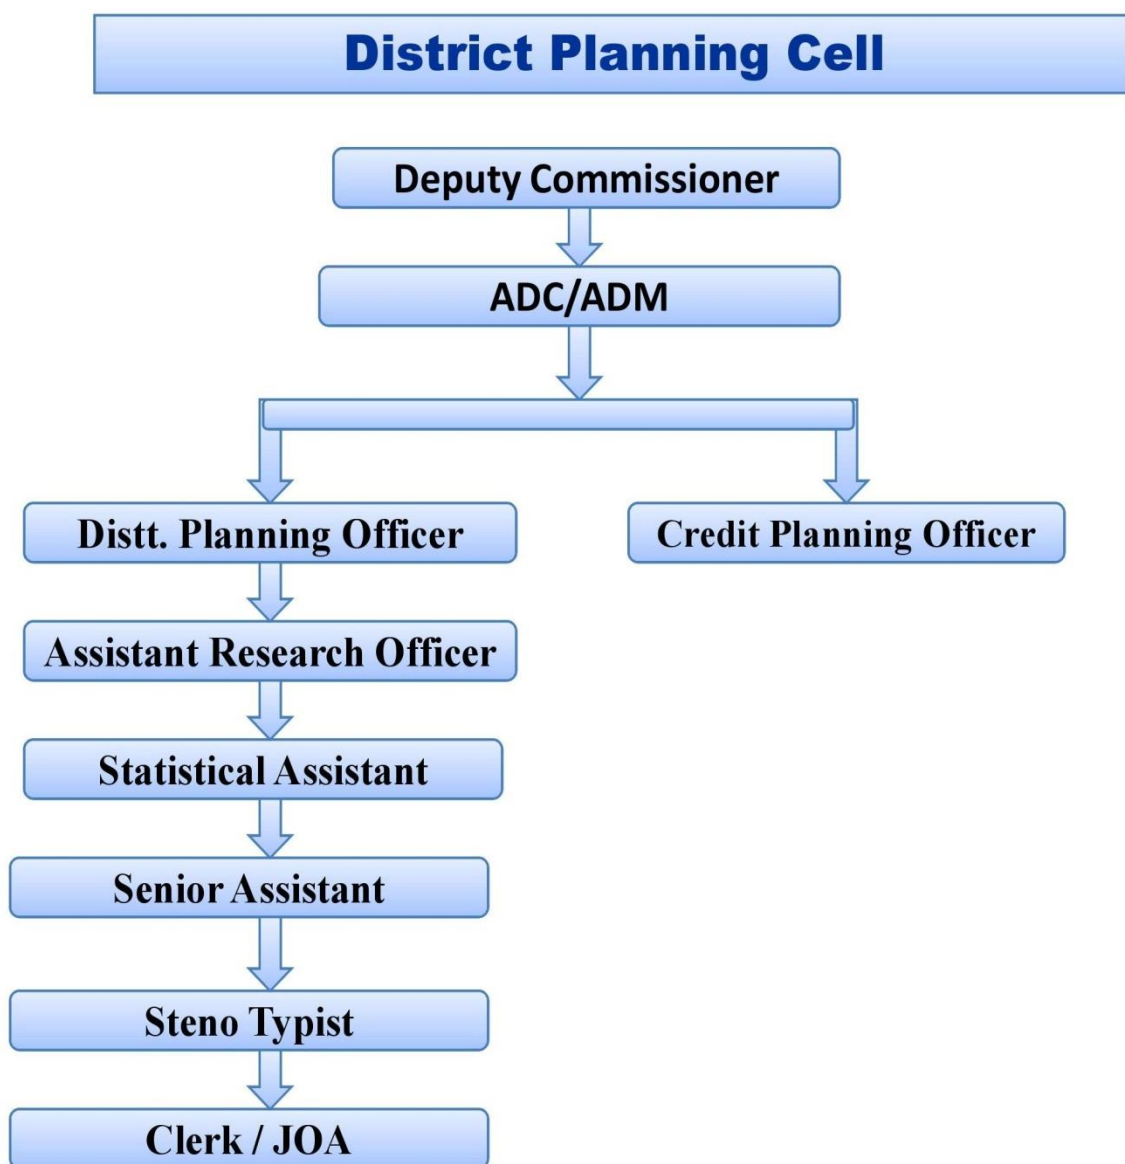 District Planning Cell
Deputy Commissioner
ADC/ADM
Distt. Planning Officer
Credit Planning Officer
Assistant Research Officer
Statistical Assistant
Senior Assistant
Steno Typist
Clerk / JOA